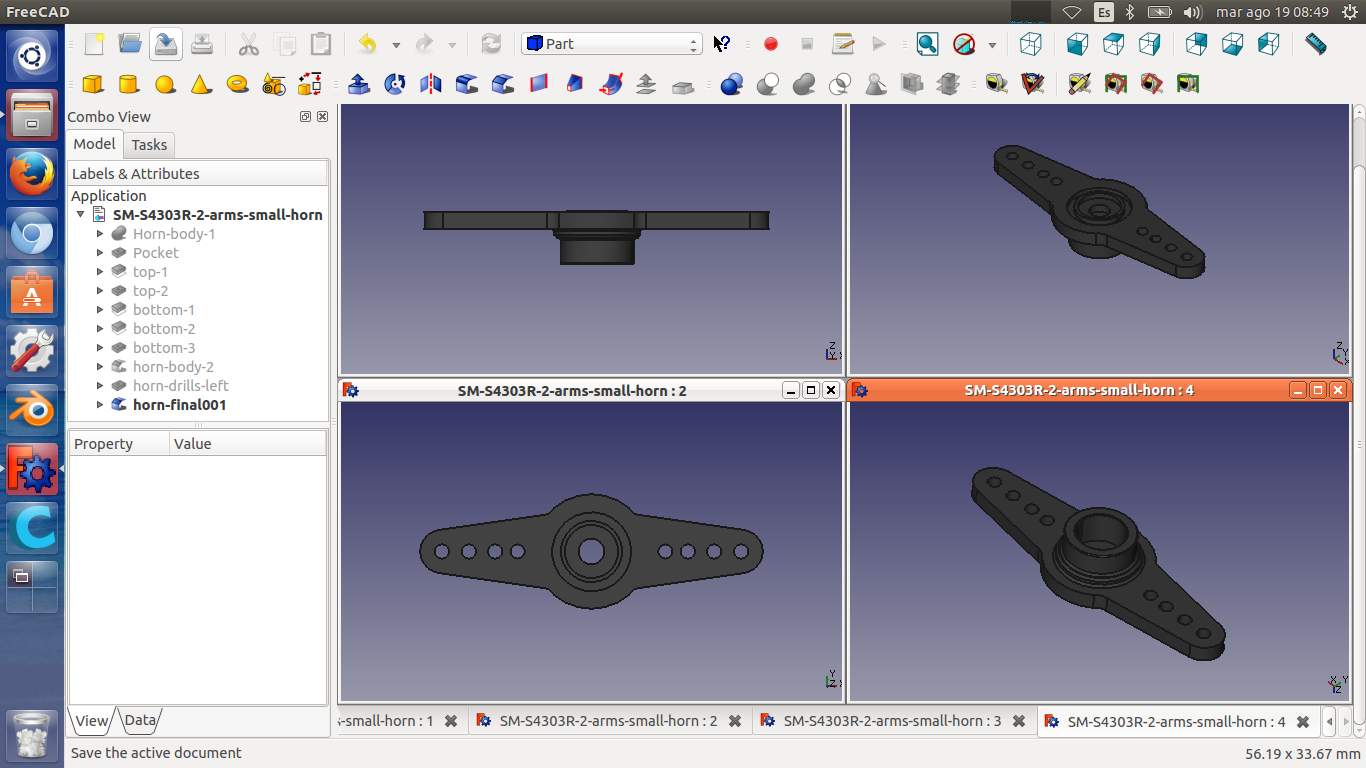 FreeCAD
Es
mar ago 19 08:49
Part
Combo View
Model
Tasks
Labels & Attributes
Application
SM-S4303R-2-arms-small-horn
Horn-body-1
Pocket
top-1
top-2
bottom-1
bottom-2
bottom-3
horn-body-2
horn-drills-left
horn-final001
Property
Value
View
Data
SM-S4303R-2-arms-small-horn : 2
SM-S4303R-2-arms-small-horn : 4
-small-horn : 1
SM-S4303R-2-arms-small-horn : 2
SM-S4303R-2-arms-small-horn : 3
SM-S4303R-2-arms-small-horn : 4
Save the active document
56.19 x 33.67 mm